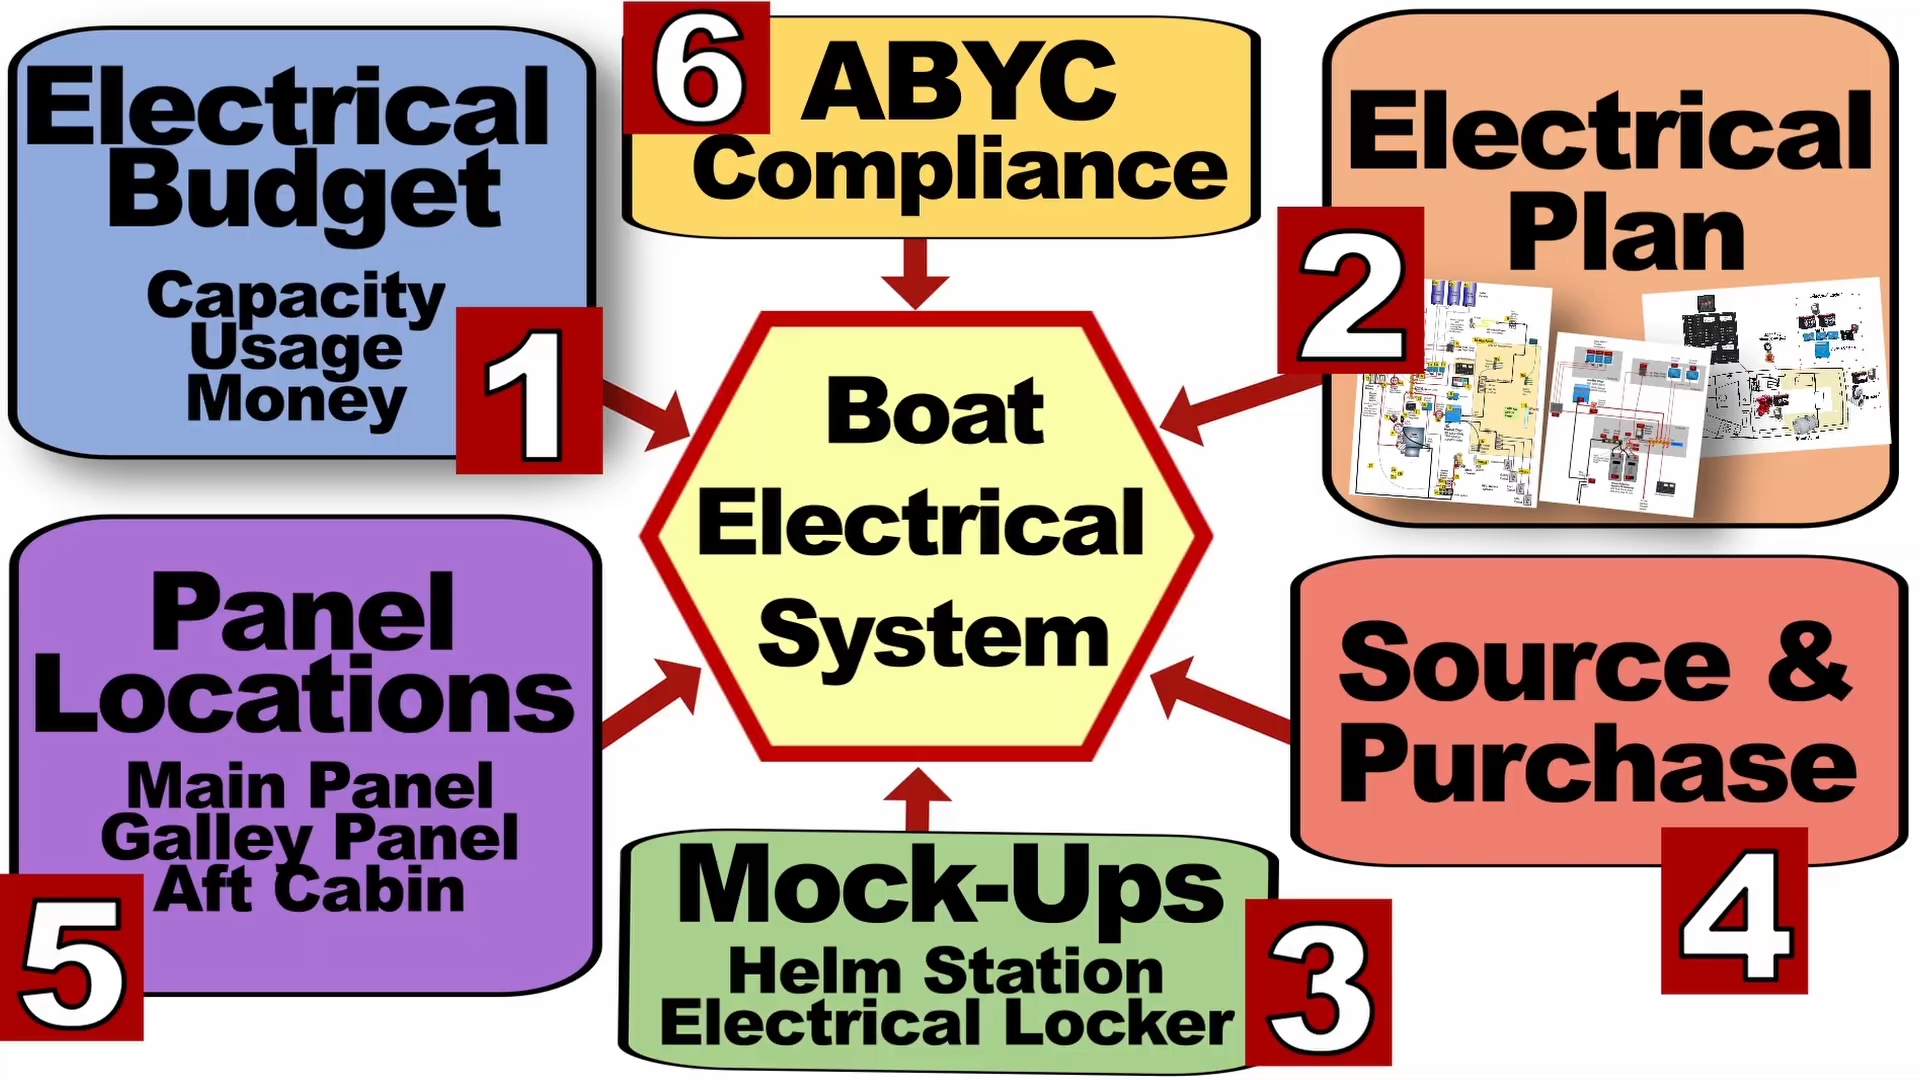 Electrical
Budget
Capacity
Usage
Money
1
6
ABYC
Compliance
Electrical
Plan
2
Boat
Electrical
System
Panel
Locations
Main Panel
Galley Panel
Aft Cabin
5
Mock-Ups
Helm Station
Electrical Locker
3
Source &
Purchase
4